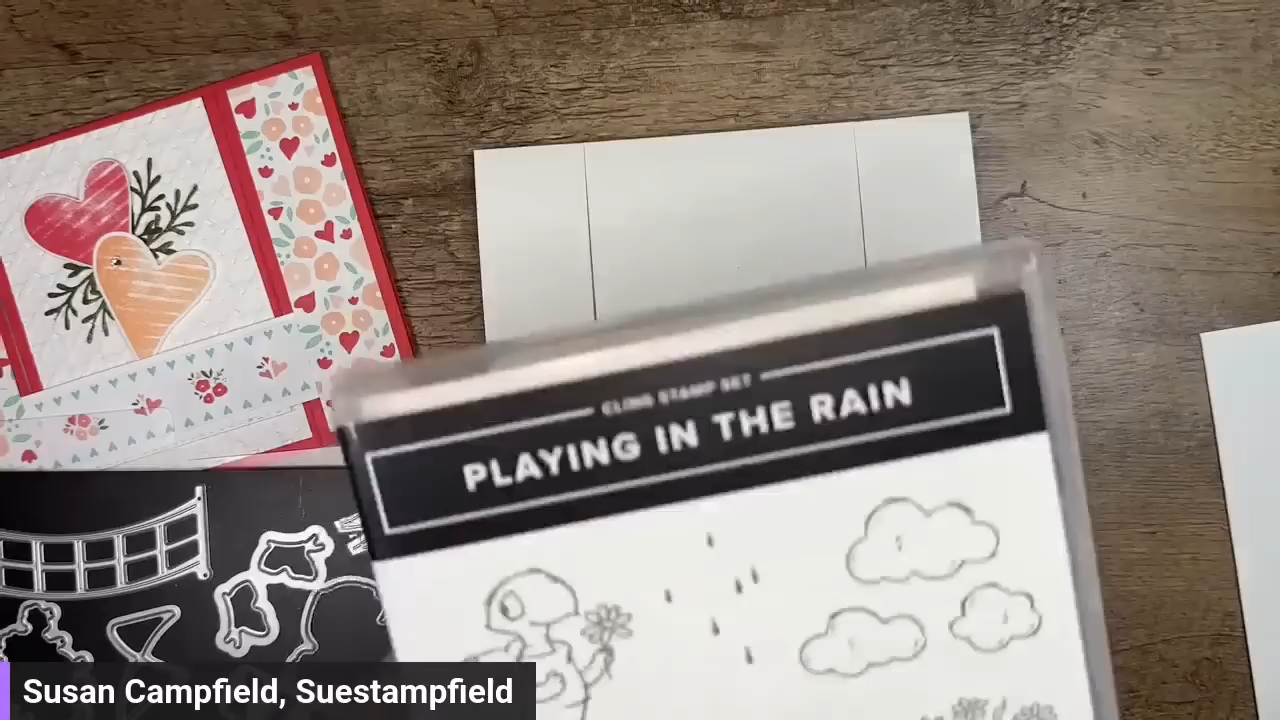 CLING STAMP SET
PLAYING IN THE RAIN
Susan Campfield, Suestampfield